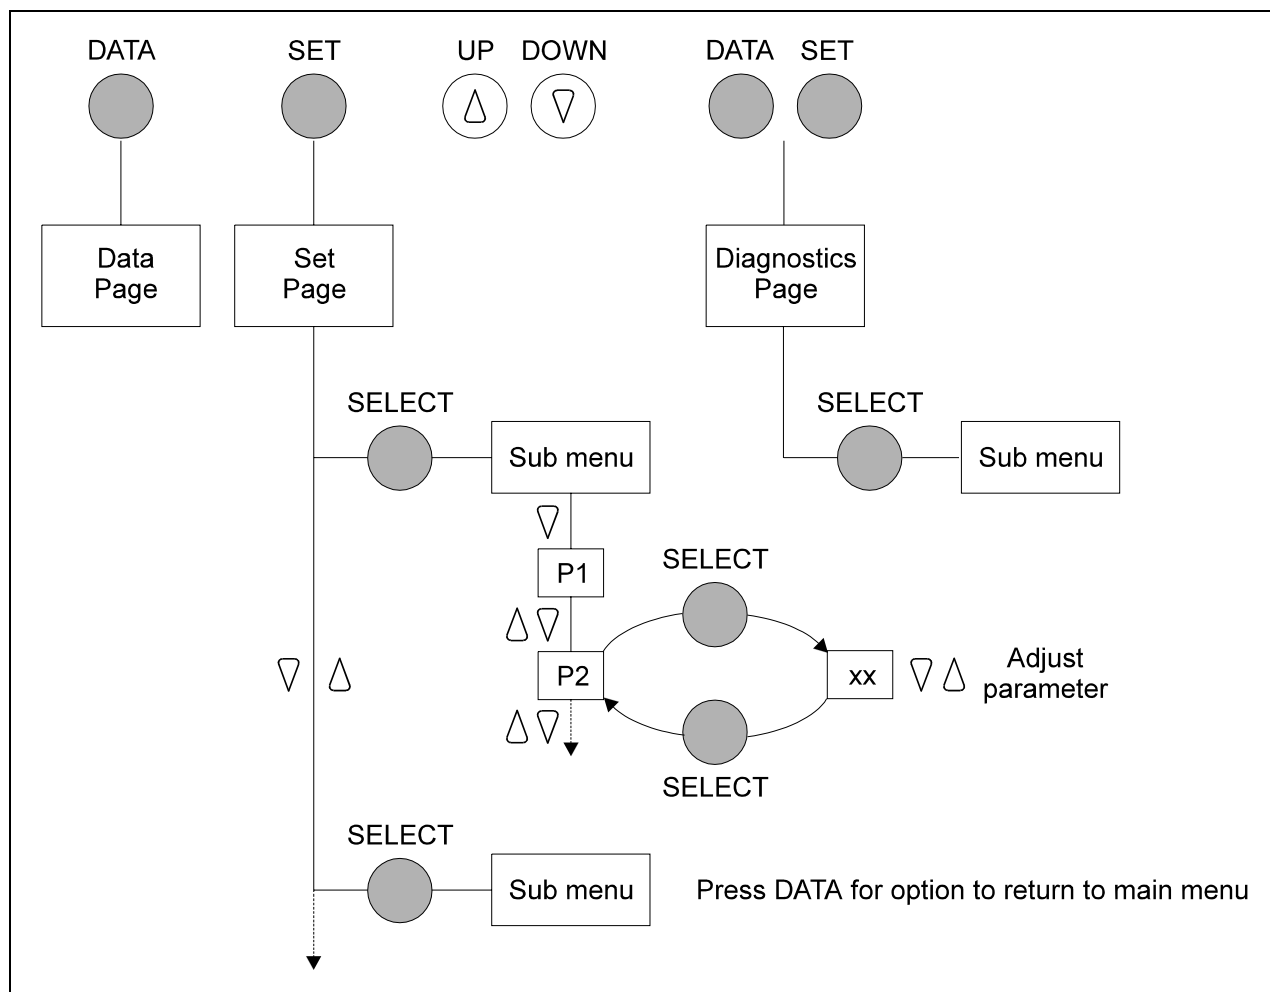 DATA
SET
UP
DOWN
DATA
SET
Data
Page
Set
Page
Diagnostics
Page
SELECT
Sub menu
SELECT
Sub menu
P1
SELECT
P2
xx
Adjust
parameter
SELECT
SELECT
Sub menu
Press DATA for option to return to main menu